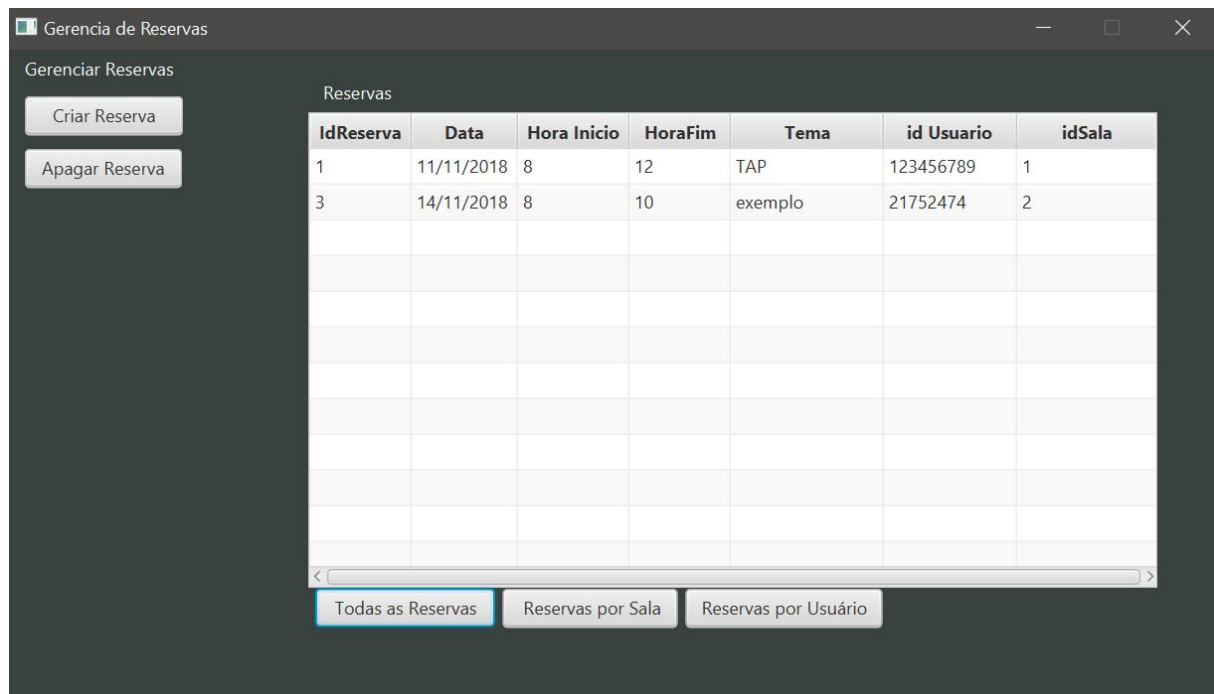 Gerencia de Reservas
Gerenciar Reservas
Criar Reserva
Apagar Reserva
Reservas
IdReserva Data Hora Inicio HoraFim Tema id Usuario idSala
1 11/11/2018 8 12 TAP 123456789 1
3 14/11/2018 8 10 exemplo 21752474 2
Todas as Reservas Reservas por Sala Reservas por Usuário